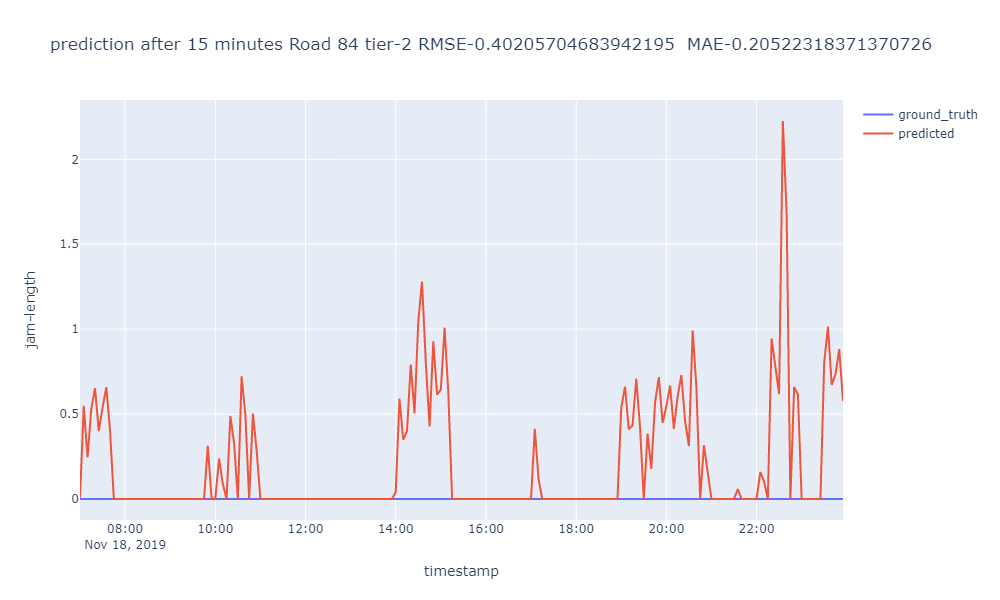 prediction after 15 minutes Road 84 tier-2 RMSE-0.40205704683942195 MAE-0.20522318371370726
ground_truth
predicted
2
1.5
1
0.5
0
jam-length
08:00 10:00 12:00 14:00 16:00 18:00 20:00 22:00
Nov 18, 2019
timestamp